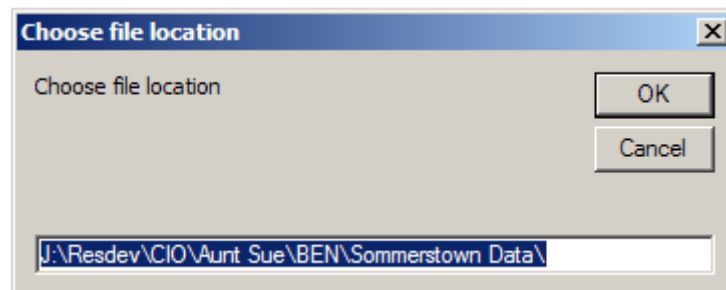 Choose file location
Choose file location
OK
Cancel
J:\Resdev\CIO\Aunt Sue\BEN\Sommerstown Data\